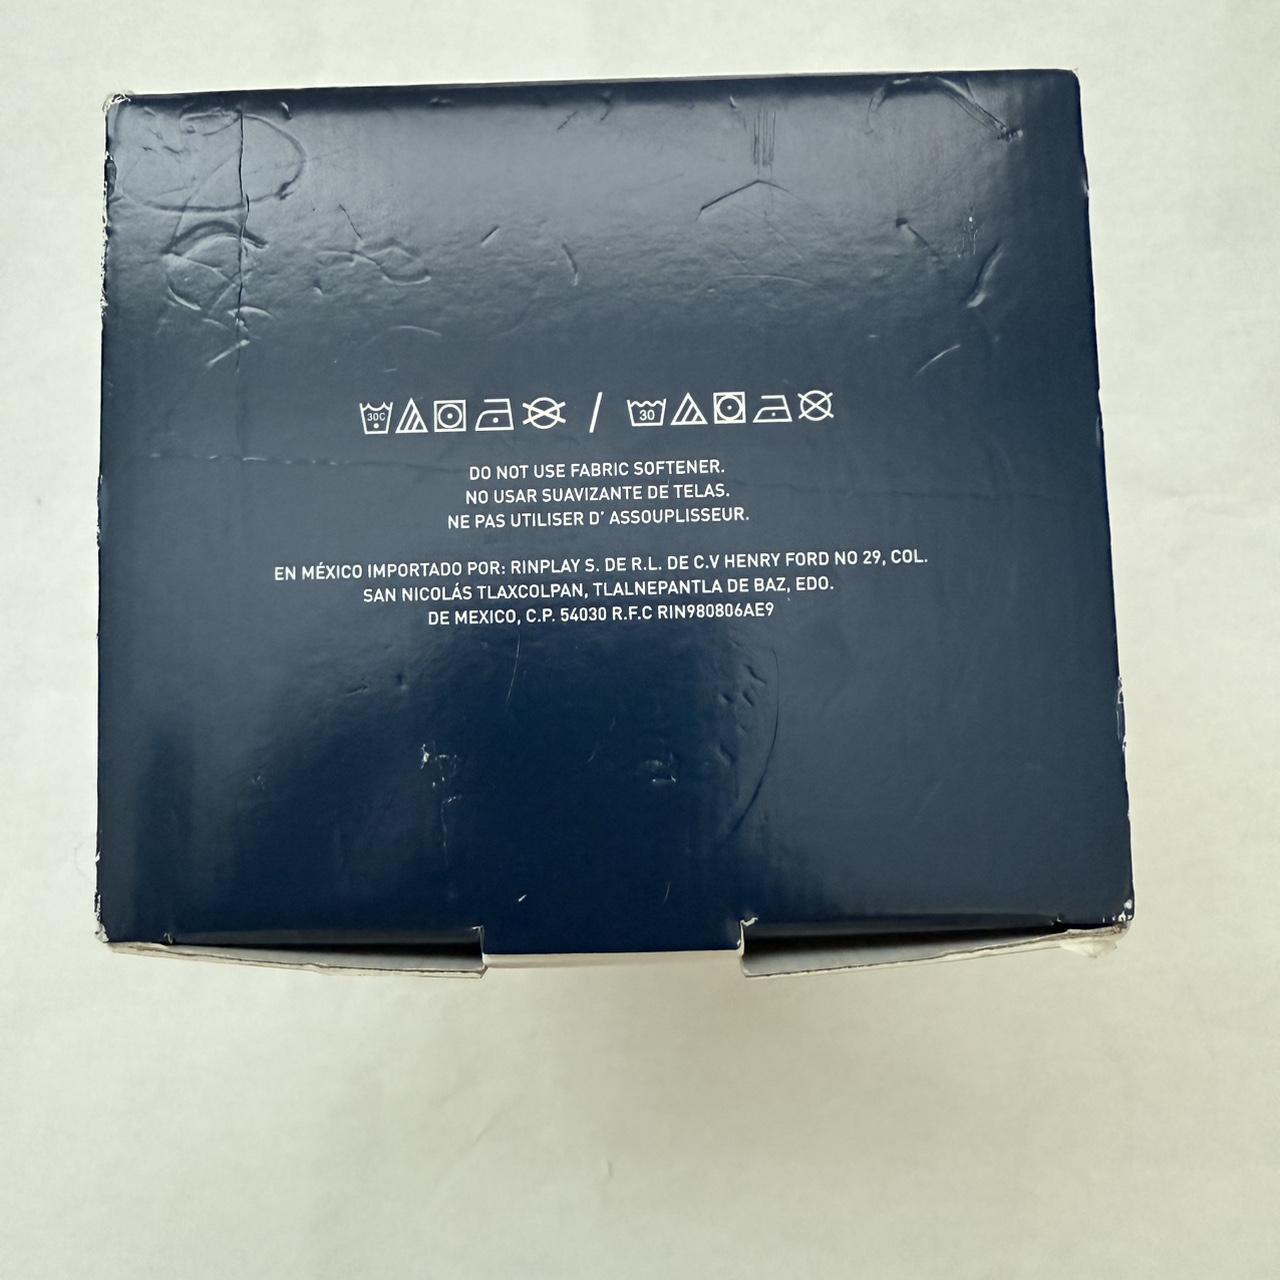 30C / 30
DO NOT USE FABRIC SOFTENER.
NO USAR SUAVIZANTE DE TELAS.
NE PAS UTILISER D' ASSOUPLISSEUR.
EN MÉXICO IMPORTADO POR: RINPLAY S. DE R.L. DE C.V HENRY FORD NO 29, COL.
SAN NICOLÁS TLAXCOLPAN, TLALNEPANTLA DE BAZ, EDO.
DE MEXICO, C.P. 54030 R.F.C RIN980806AE9